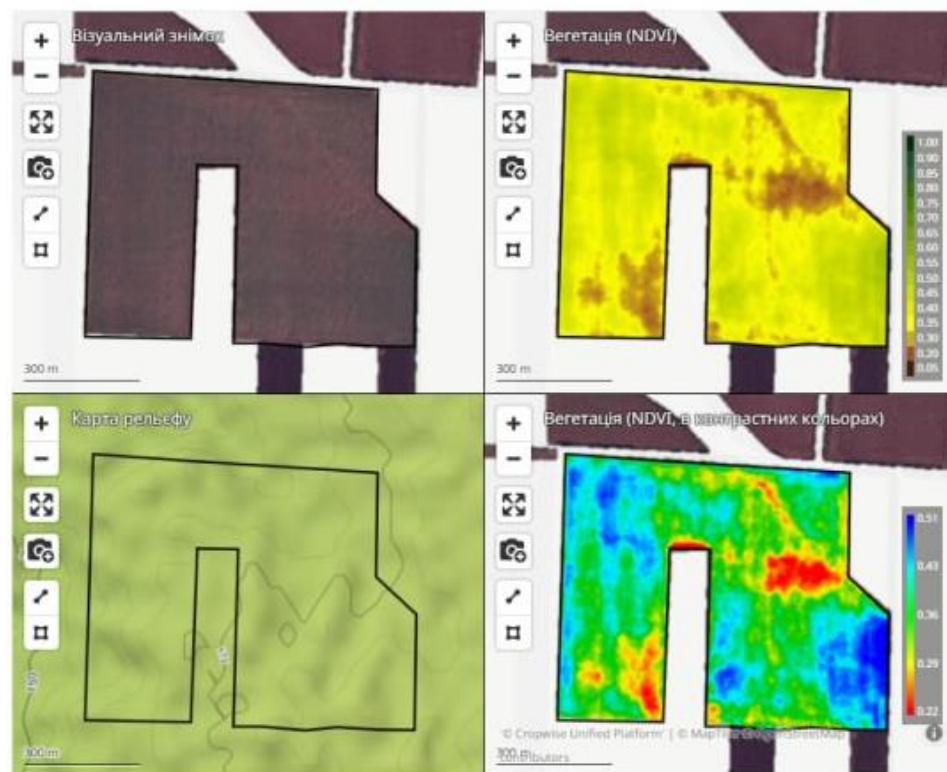 Візуальний знімок
300 m
Вегетація (NDVI)
1.00
0.90
0.85
0.80
0.75
0.70
0.65
0.60
0.55
0.50
0.45
0.40
0.35
0.30
0.25
0.20
0.05
300 m
Карта рельєфу
300 m
Вегетація (NDVI, в контрастних кольорах)
0.51
0.43
0.36
0.29
0.22
© Cropwise Unified Platform | © MapTiler © OpenStreetMap
contributors
300 m